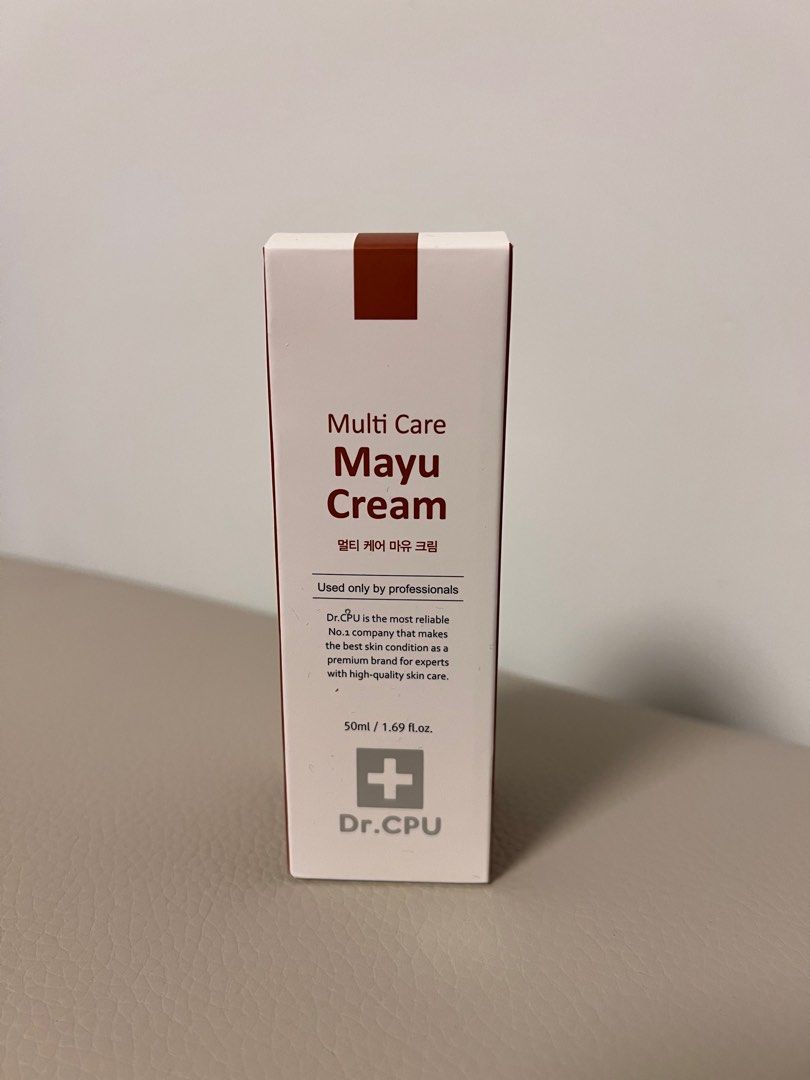 Multi Care
Mayu
Cream
멀티 케어 마유 크림
Used only by professionals
Dr.CPU is the most reliable
No.1 company that makes
the best skin condition as a
premium brand for experts
with high-quality skin care.
50ml / 1.69 fl.oz.
Dr.CPU